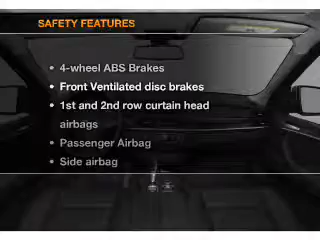 SAFETY FEATURES
• 4-wheel ABS Brakes
• Front Ventilated disc brakes
• 1st and 2nd row curtain head
airbags
• Passenger Airbag
• Side airbag